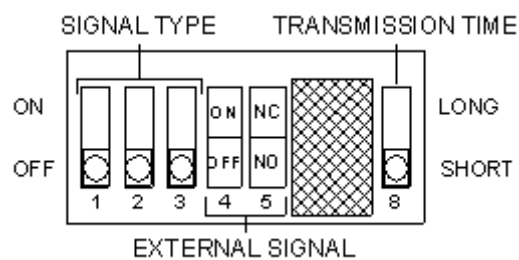 SIGNAL TYPE TRANSMISSION TIME
ON ON NC LONG
OFF OFF NO SHORT
1 2 3 4 5 8
EXTERNAL SIGNAL